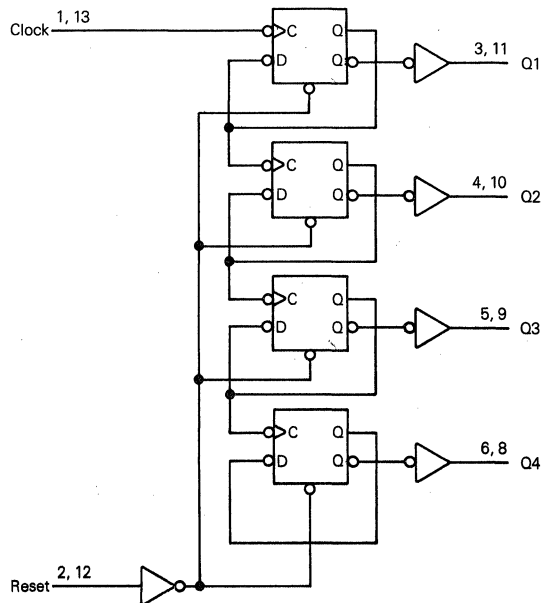 Clock 1, 13
C Q
D Q
3, 11 Q1
C Q
D Q
4, 10 Q2
C Q
D Q
5, 9 Q3
C Q
D Q
6, 8 Q4
Reset 2, 12